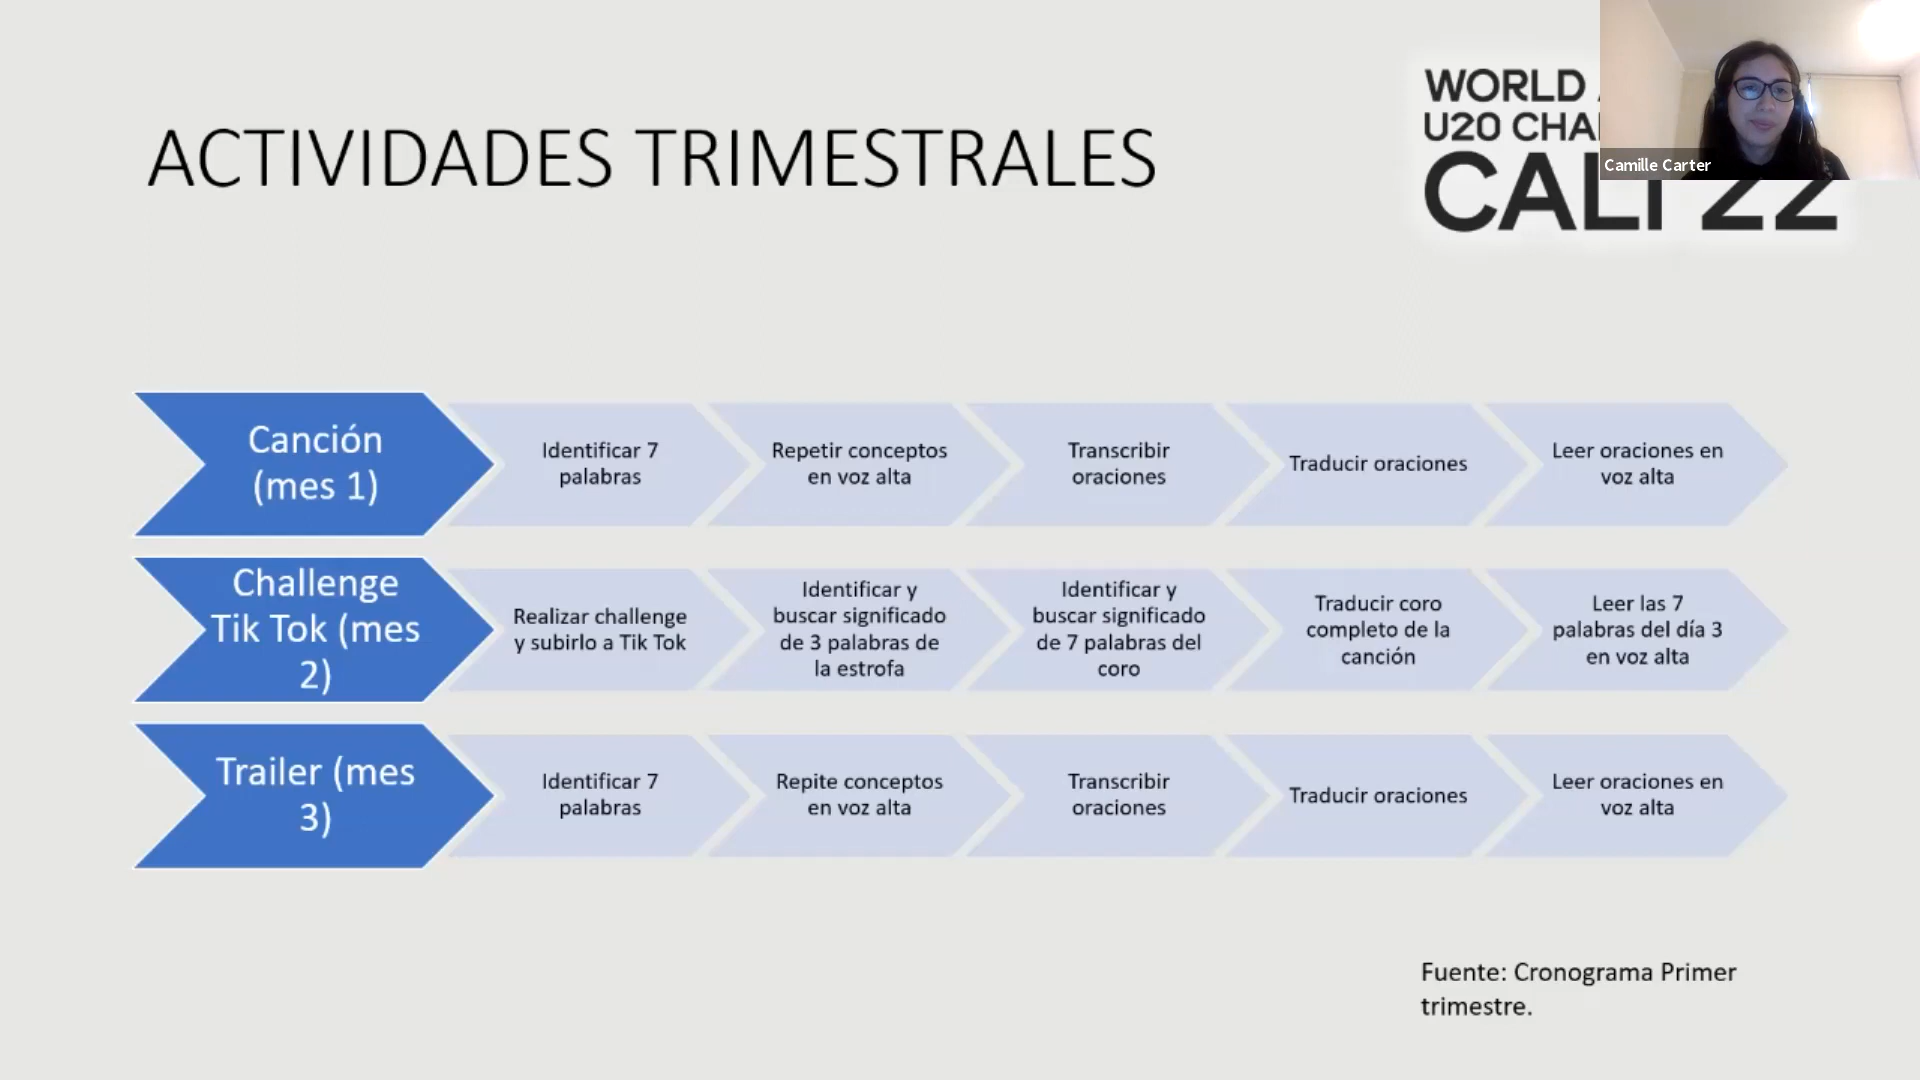 WORLD
U20 CHA
CALI 22
Camille Carter
ACTIVIDADES TRIMESTRALES
Canción
(mes 1)
Identificar 7
palabras
Repetir conceptos
en voz alta
Transcribir
oraciones
Traducir oraciones
Leer oraciones en
voz alta
Challenge
Tik Tok (mes
2)
Realizar challenge
y subirlo a Tik Tok
Identificar y
buscar significado
de 3 palabras de
la estrofa
Identificar y
buscar significado
de 7 palabras del
coro
Traducir coro
completo de la
canción
Leer las 7
palabras del día 3
en voz alta
Trailer (mes
3)
Identificar 7
palabras
Repite conceptos
en voz alta
Transcribir
oraciones
Traducir oraciones
Leer oraciones en
voz alta
Fuente: Cronograma Primer
trimestre.